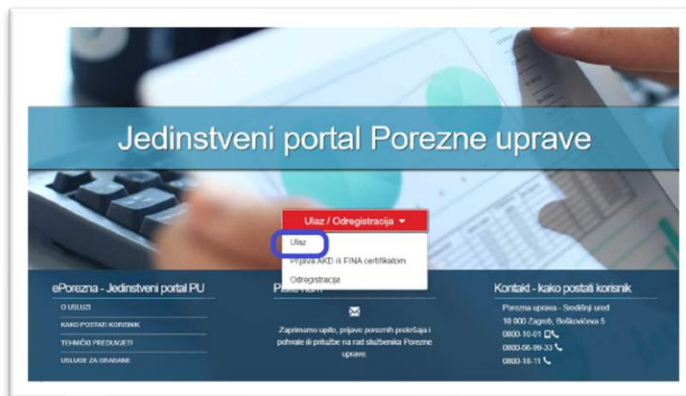 Jedinstveni portal Porezne uprave
Ulaz / Odregistracija
Ulaz
Prijava AKD ili FINA certifikatom
Odregistracija
ePorezna - Jedinstveni portal PU
O USLUZI
KAKO POSTATI KORISNIK
TEHNIČKI PREDUVJETI
USLUGE ZA GRAĐANE
Zaprimamo upite, prijave poreznih prekršaja i
pohvale ili pritužbe na rad službenika Porezne
uprave.
Kontakt - kako postati korisnik
Porezna uprava - Središnji ured
10 000 Zagreb, Boškovićeva 5
0800-10-01
0800-66-99-33
0800-18-11